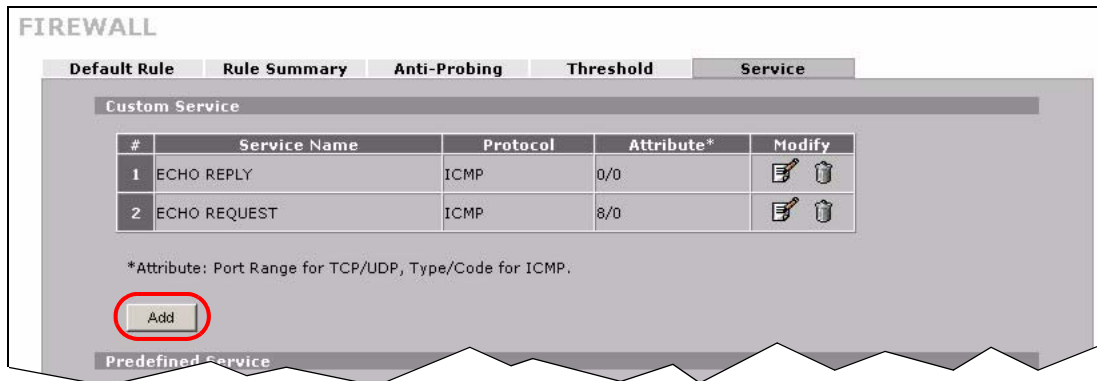 FIREWALL
Default Rule Rule Summary Anti-Probing Threshold Service
Custom Service
# Service Name Protocol Attribute* Modify
1 ECHO REPLY ICMP 0/0
2 ECHO REQUEST ICMP 8/0
*Attribute: Port Range for TCP/UDP, Type/Code for ICMP.
Add
Predefined Service